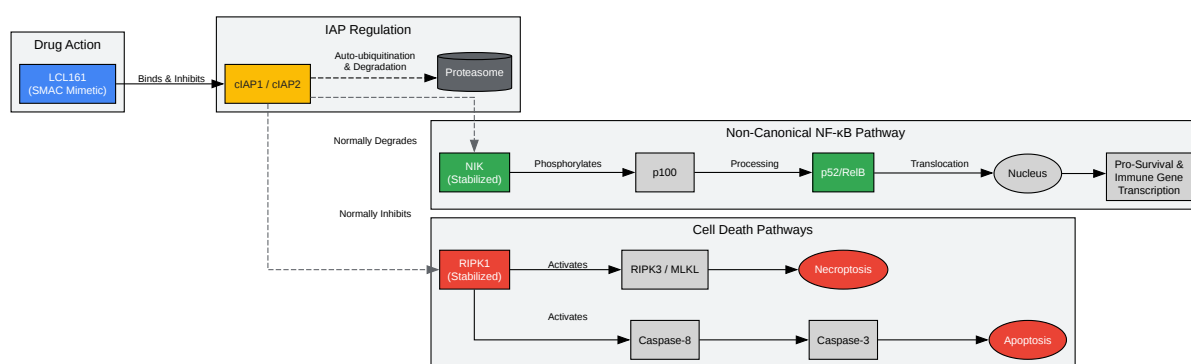 Drug Action
LCL161
(SMAC Mimetic)
Binds & Inhibits
IAP Regulation
cIAP1 / cIAP2
Auto-ubiquitination
& Degradation
Proteasome
Normally Degrades
Non-Canonical NF-κB Pathway
NIK
(Stabilized)
Phosphorylates
p100
Processing
p52/RelB
Translocation
Nucleus
Pro-Survival &
Immune Gene
Transcription
Normally Inhibits
Cell Death Pathways
RIPK1
(Stabilized)
Activates
RIPK3 / MLKL
Necroptosis
Activates
Caspase-8
Caspase-3
Apoptosis